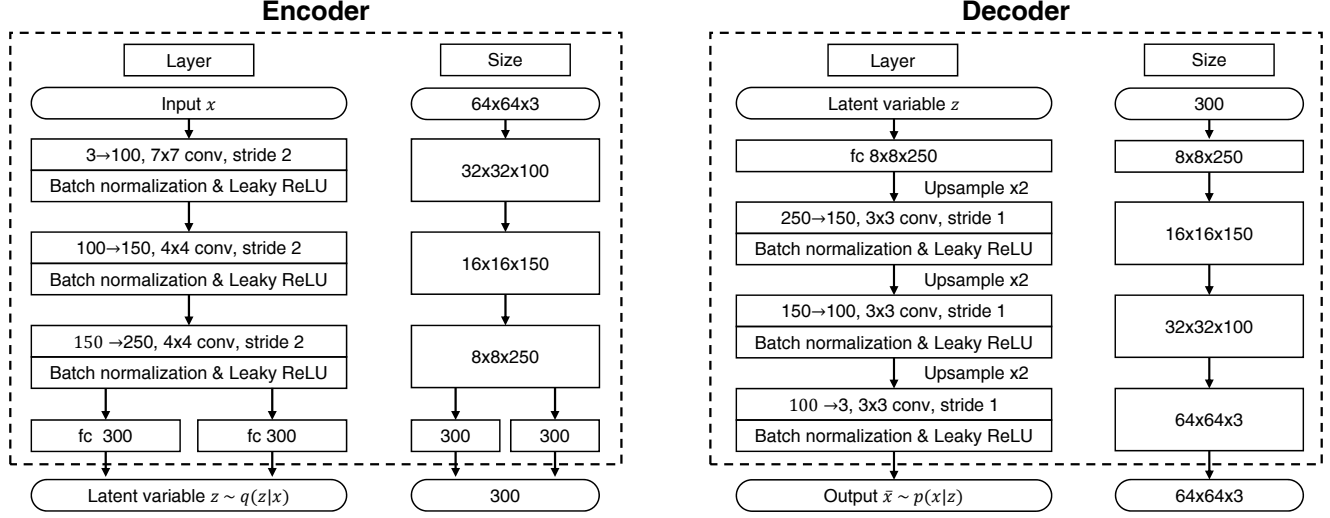 Encoder
Layer
Size
Input x
64x64x3
3→100, 7x7 conv, stride 2
Batch normalization & Leaky ReLU
32x32x100
100→150, 4x4 conv, stride 2
Batch normalization & Leaky ReLU
16x16x150
150 →250, 4x4 conv, stride 2
Batch normalization & Leaky ReLU
8x8x250
fc 300
fc 300
300
300
Latent variable z ~ q(z|x)
300
Decoder
Layer
Size
Latent variable z
300
fc 8x8x250
8x8x250
Upsample x2
250→150, 3x3 conv, stride 1
Batch normalization & Leaky ReLU
16x16x150
Upsample x2
150→100, 3x3 conv, stride 1
Batch normalization & Leaky ReLU
32x32x100
Upsample x2
100 →3, 3x3 conv, stride 1
Batch normalization & Leaky ReLU
64x64x3
Output x̄ ~ p(x|z)
64x64x3